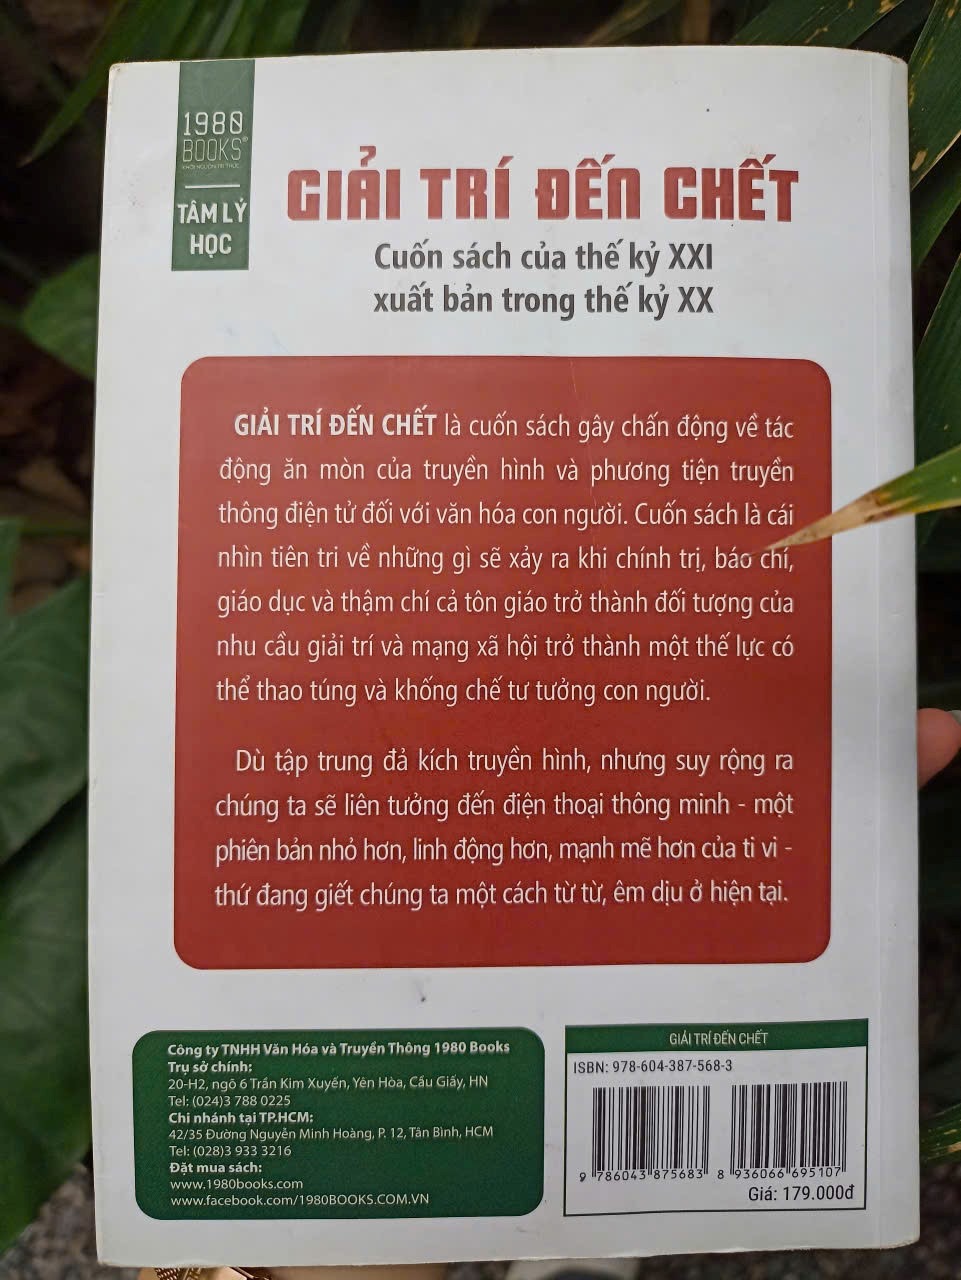 1980
BOOKS®
KHƠI NGUỒN TRI THỨC
TÂM LÝ
HỌC
GIẢI TRÍ ĐẾN CHẾT
Cuốn sách của thế kỷ XXI
xuất bản trong thế kỷ XX
GIẢI TRÍ ĐẾN CHẾT là cuốn sách gây chấn động về tác
động ăn mòn của truyền hình và phương tiện truyền
thông điện tử đối với văn hóa con người. Cuốn sách là cái
nhìn tiên tri về những gì sẽ xảy ra khi chính trị, báo chí,
giáo dục và thậm chí cả tôn giáo trở thành đối tượng của
nhu cầu giải trí và mạng xã hội trở thành một thế lực có
thể thao túng và khống chế tư tưởng con người.
Dù tập trung đả kích truyền hình, nhưng suy rộng ra
chúng ta sẽ liên tưởng đến điện thoại thông minh - một
phiên bản nhỏ hơn, linh động hơn, mạnh mẽ hơn của ti vi -
thứ đang giết chúng ta một cách từ từ, êm dịu ở hiện tại.
Công ty TNHH Văn Hóa và Truyền Thông 1980 Books
Trụ sở chính:
20-H2, ngõ 6 Trần Kim Xuyến, Yên Hòa, Cầu Giấy, HN
Tel: (024)3 788 0225
Chi nhánh tại TP.HCM:
42/35 Đường Nguyễn Minh Hoàng, P. 12, Tân Bình, HCM
Tel: (028)3 933 3216
Đặt mua sách:
www.1980books.com
www.facebook.com/1980BOOKS.COM.VN
GIẢI TRÍ ĐẾN CHẾT
ISBN: 978-604-387-568-3
9 786043 875683 8 936066 695107
Giá: 179.000đ